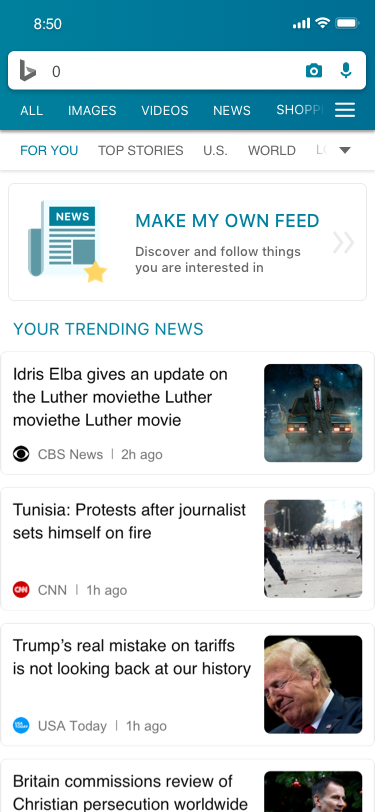 8:50
0
ALL IMAGES VIDEOS NEWS SHOPP
FOR YOU TOP STORIES U.S. WORLD
NEWS
MAKE MY OWN FEED
Discover and follow things
you are interested in
YOUR TRENDING NEWS
Idris Elba gives an update on
the Luther moviethe Luther
moviethe Luther movie
CBS News | 2h ago
Tunisia: Protests after journalist
sets himself on fire
CNN
CNN | 1h ago
Trump’s real mistake on tariffs
is not looking back at our history
USA TODAY
USA Today | 1h ago
Britain commissions review of
Christian persecution worldwide